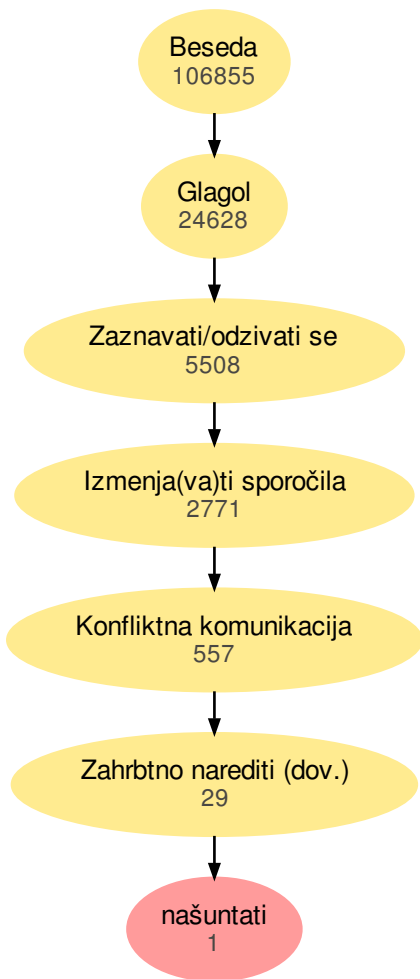 Beseda
106855
Glagol
24628
Zaznavati/odzivati se
5508
Izmenja(va)ti sporočila
2771
Konfliktna komunikacija
557
Zahrbtno narediti (dov.)
29
našuntati
1